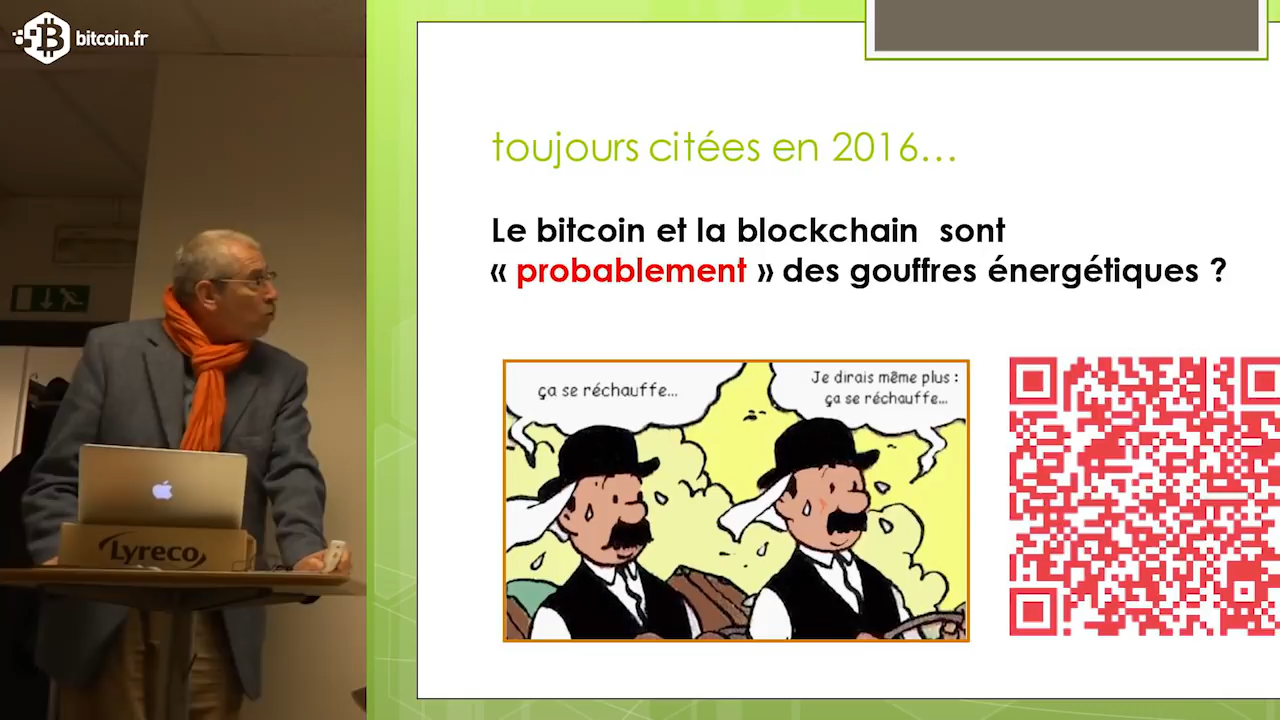 bitcoin.fr
toujours citées en 2016…
Le bitcoin et la blockchain sont
« probablement » des gouffres énergétiques ?
ça se réchauffe...
Je dirais même plus :
ça se réchauffe...
Lyreco